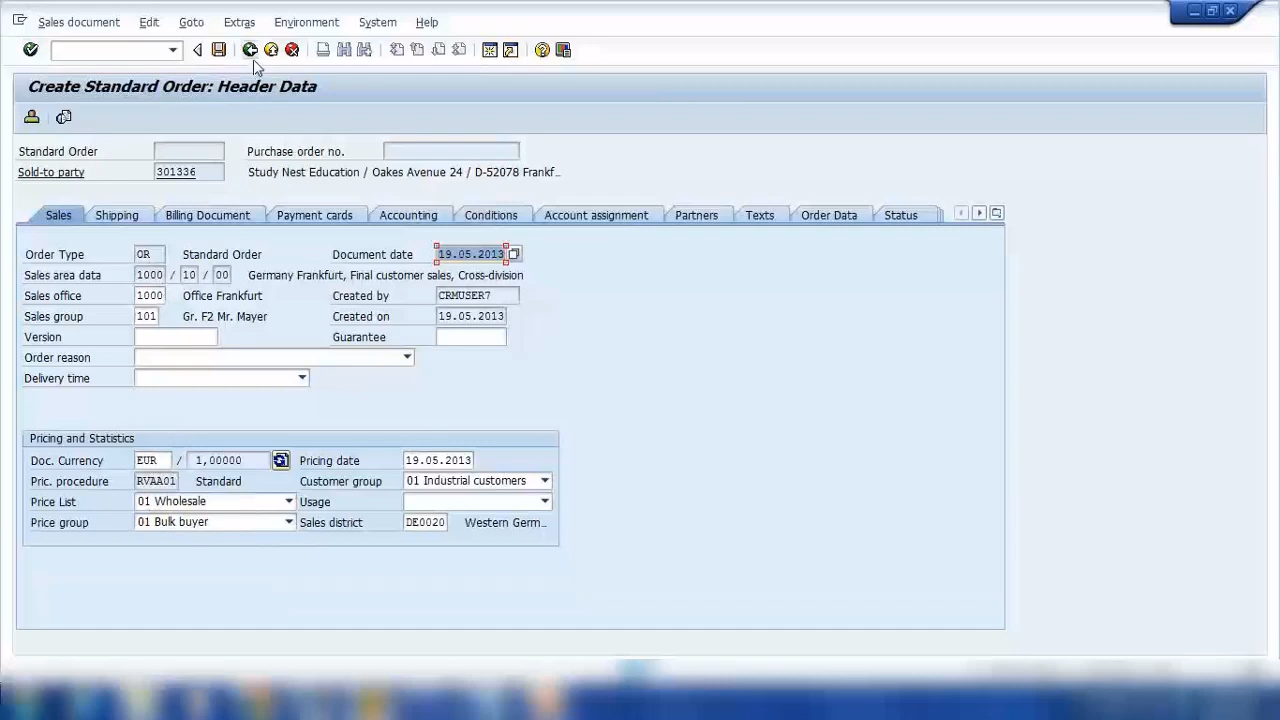 Sales document Edit Goto Extras Environment System Help
Create Standard Order: Header Data
Standard Order Purchase order no.
Sold-to party 301336 Study Nest Education / Oakes Avenue 24 / D-52078 Frankf...
Sales Shipping Billing Document Payment cards Accounting Conditions Account assignment Partners Texts Order Data Status
Order Type OR Standard Order Document date 19.05.2013
Sales area data 1000 / 10 / 00 Germany Frankfurt, Final customer sales, Cross-division
Sales office 1000 Office Frankfurt Created by CRMUSER7
Sales group 101 Gr. F2 Mr. Mayer Created on 19.05.2013
Version Guarantee
Order reason
Delivery time
Pricing and Statistics
Doc. Currency EUR / 1,00000 Pricing date 19.05.2013
Pric. procedure RVAA01 Standard Customer group 01 Industrial customers
Price List 01 Wholesale Usage
Price group 01 Bulk buyer Sales district DE0020 Western Germ...